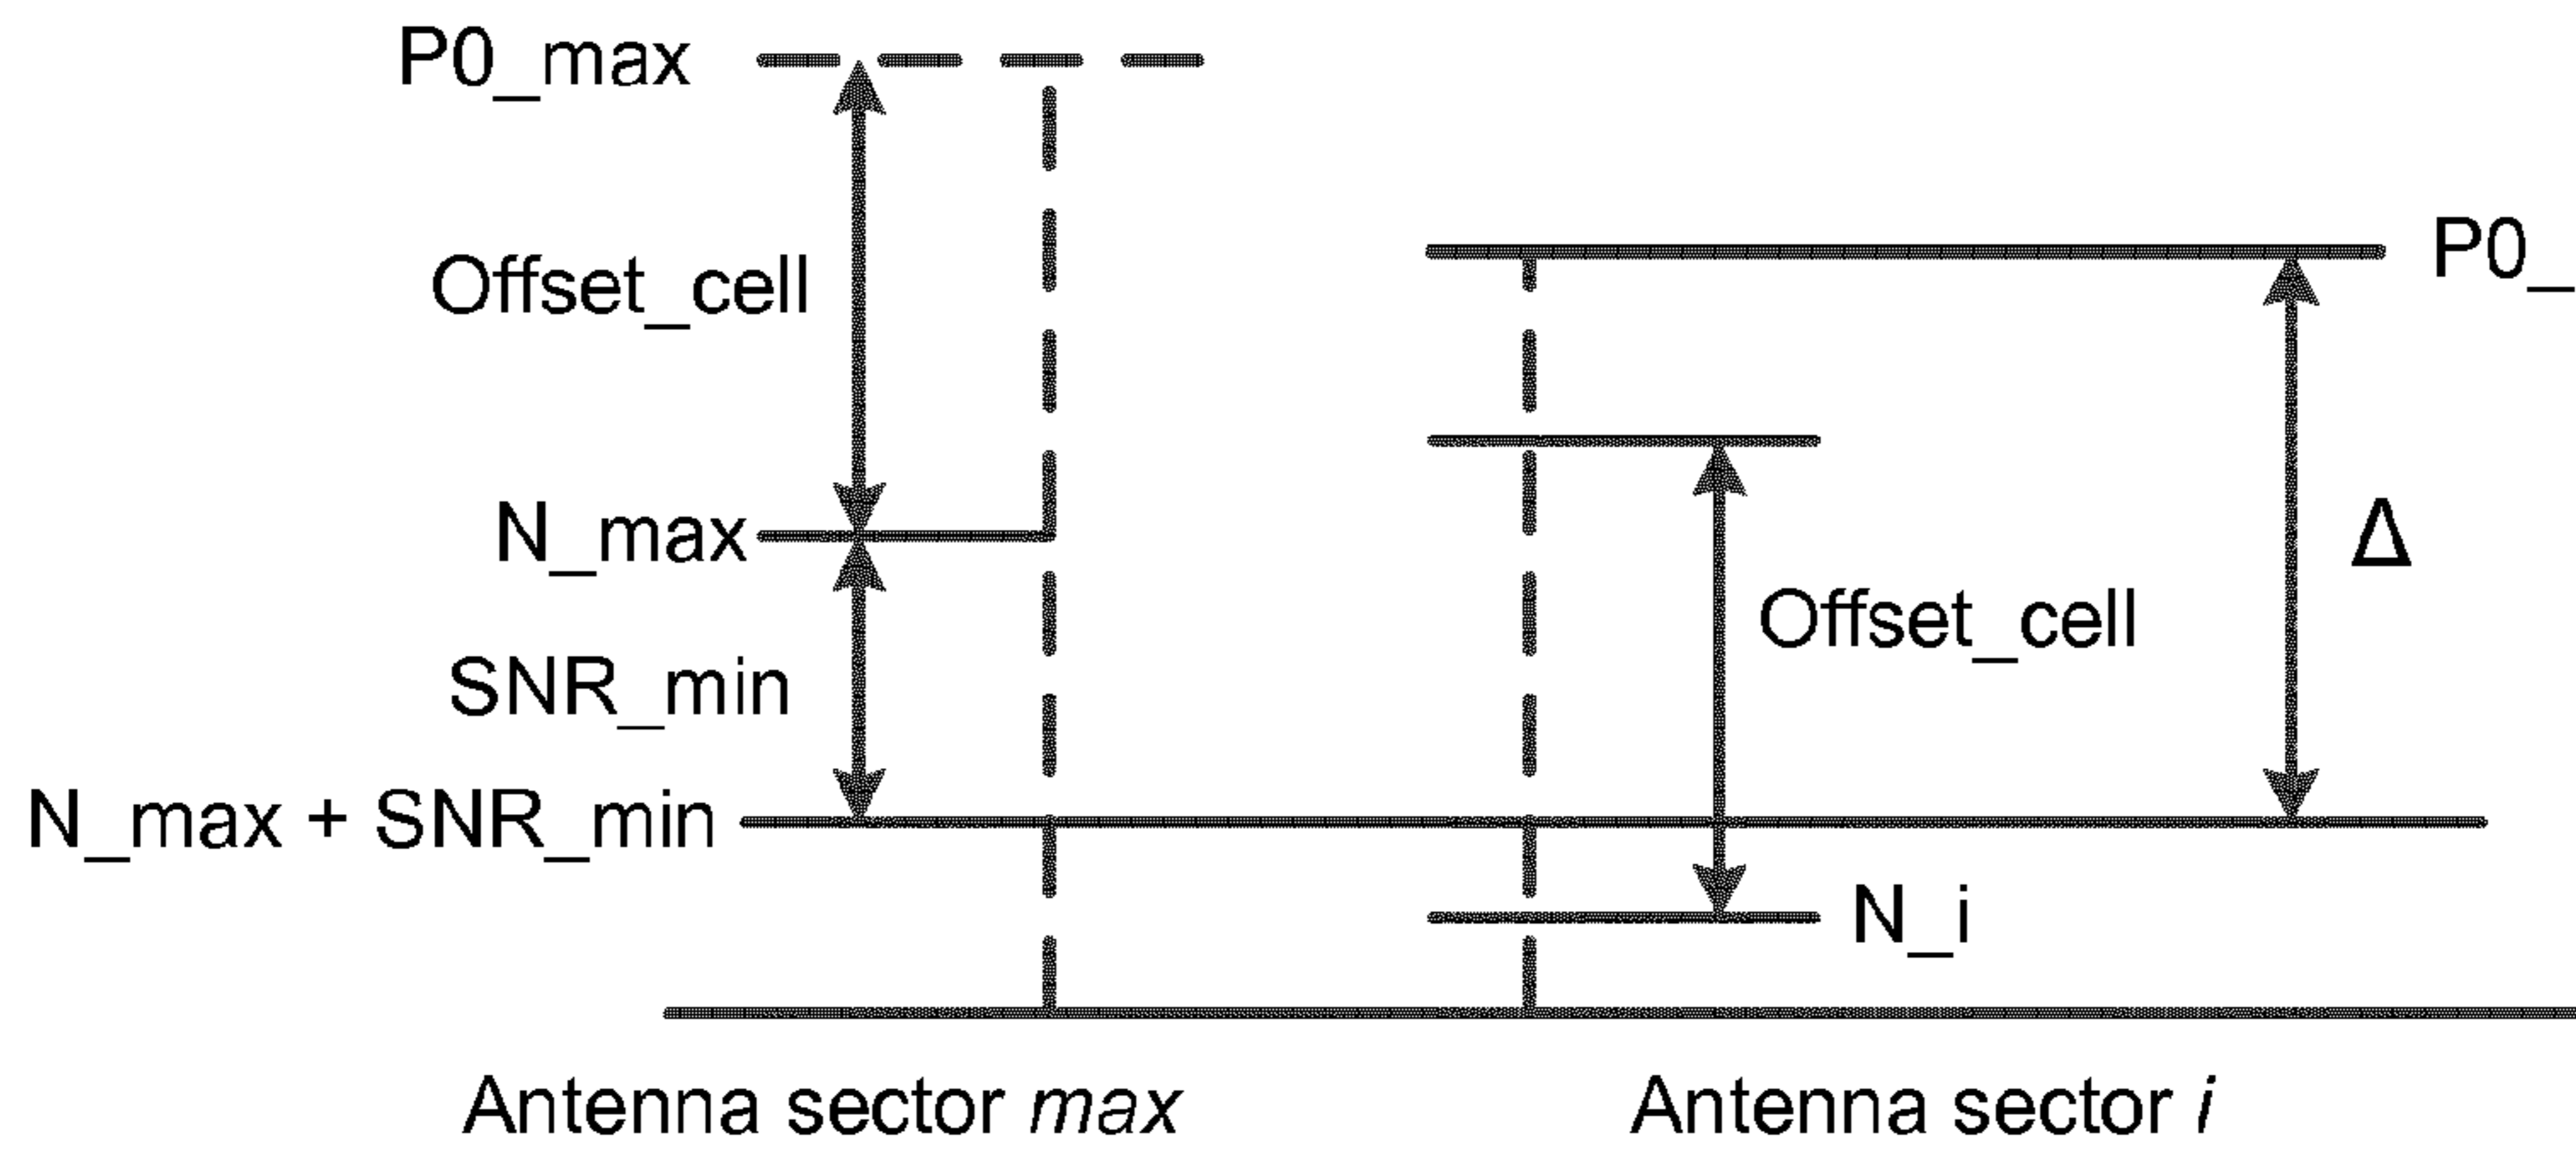 P0_max
Offset_cell
P0_
N_max
Δ
Offset_cell
SNR_min
N_max + SNR_min
N_i
Antenna sector max
Antenna sector i